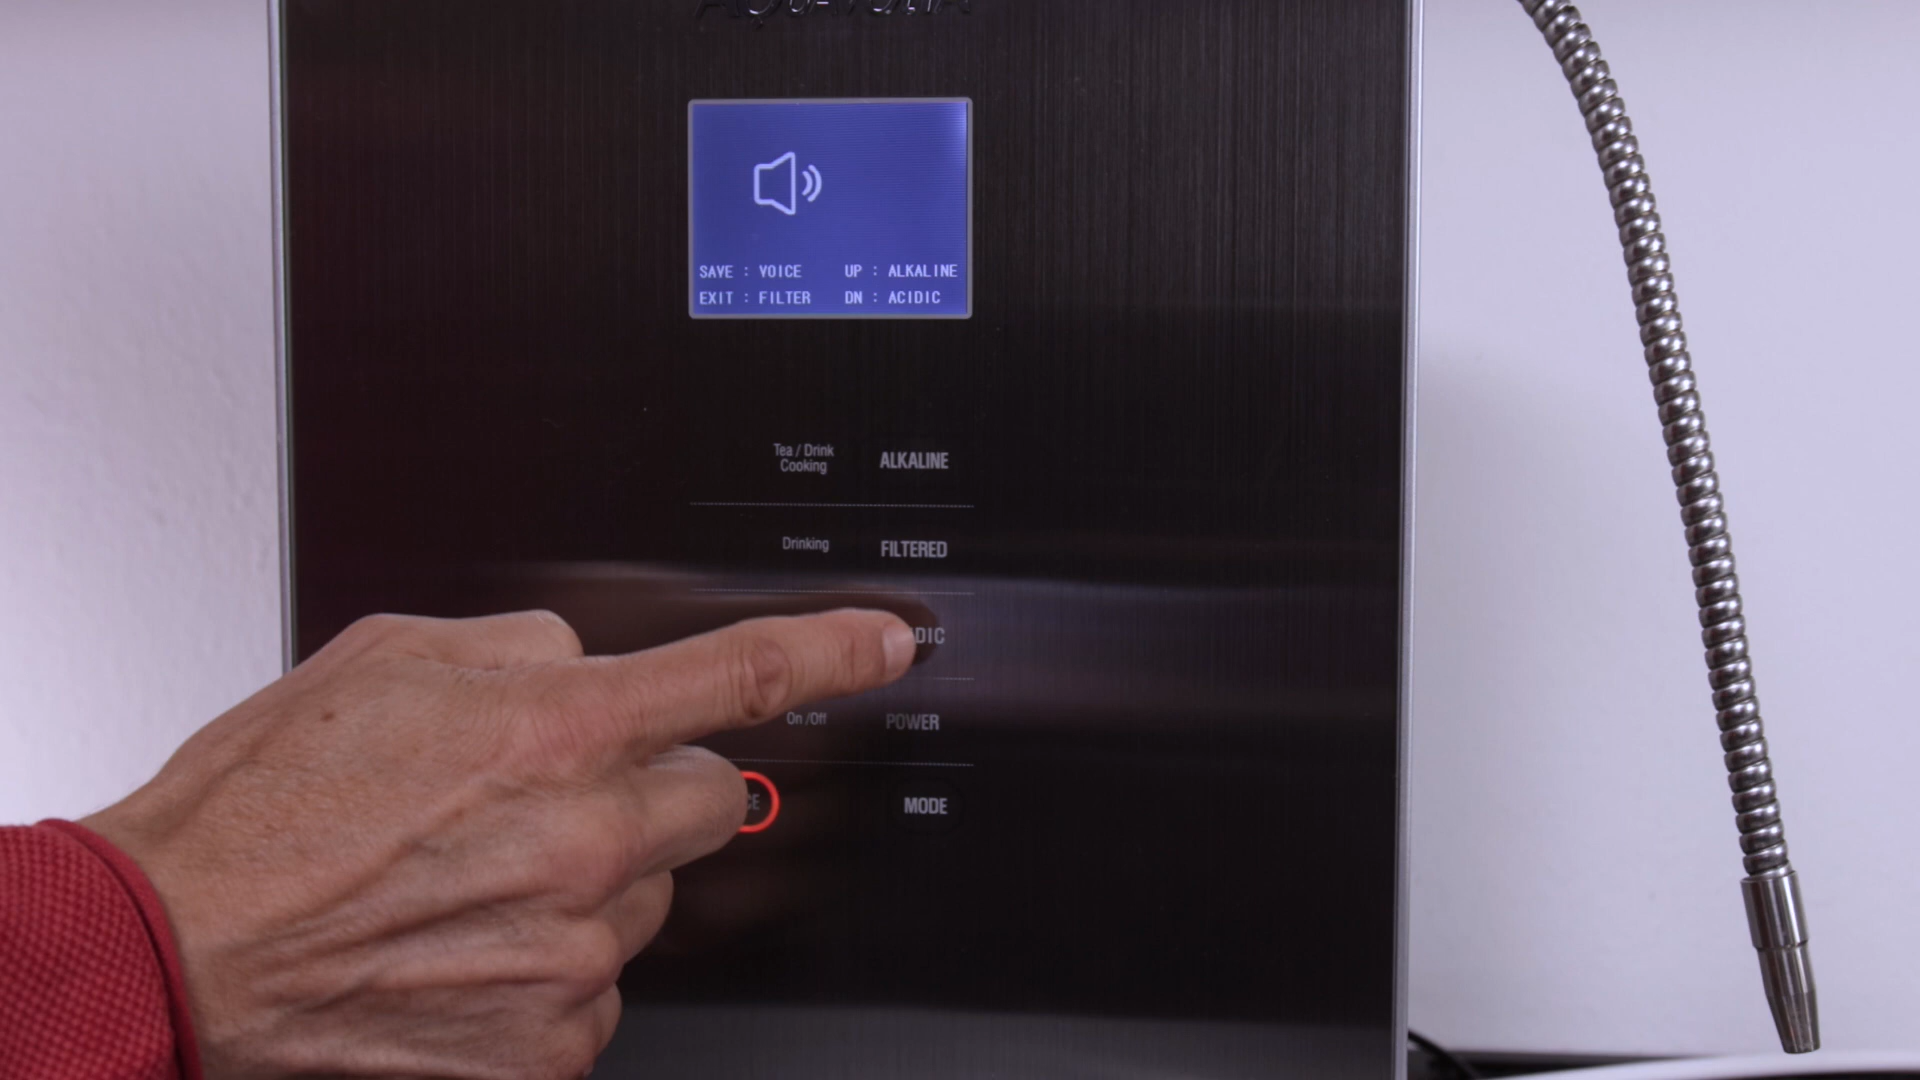 SAVE : VOICE UP : ALKALINE
EXIT : FILTER DN : ACIDIC
Tea / Drink
Cooking
ALKALINE
Drinking
FILTERED
DIC
On /Off
POWER
CE
MODE